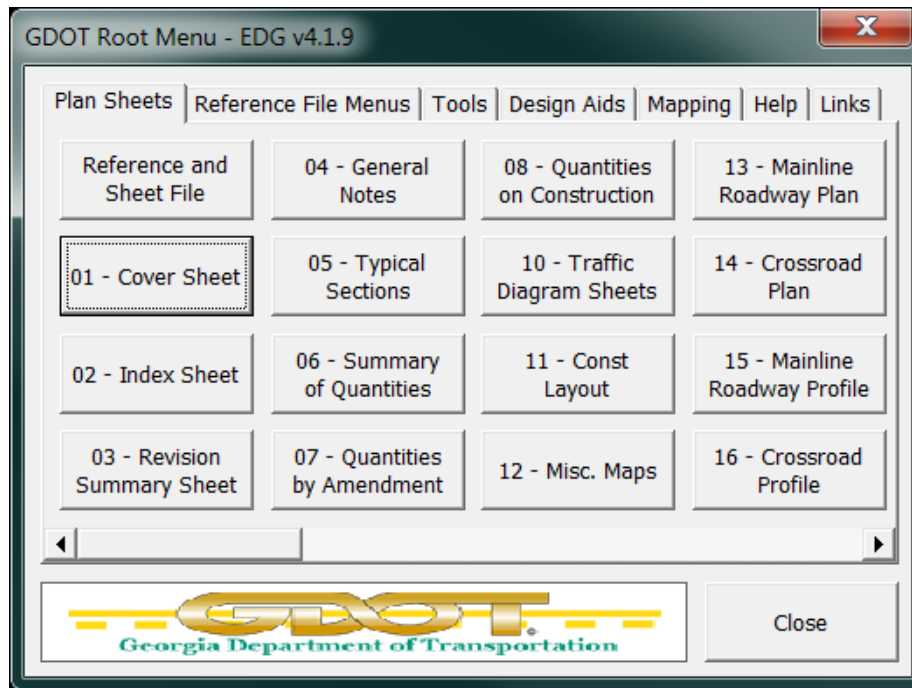 GDOT Root Menu - EDG v4.1.9
X
Plan Sheets Reference File Menus Tools Design Aids Mapping Help Links
Reference and
Sheet File
04 - General
Notes
08 - Quantities
on Construction
13 - Mainline
Roadway Plan
01 - Cover Sheet
05 - Typical
Sections
10 - Traffic
Diagram Sheets
14 - Crossroad
Plan
02 - Index Sheet
06 - Summary
of Quantities
11 - Const
Layout
15 - Mainline
Roadway Profile
03 - Revision
Summary Sheet
07 - Quantities
by Amendment
12 - Misc. Maps
16 - Crossroad
Profile
GDOT
Georgia Department of Transportation
Close